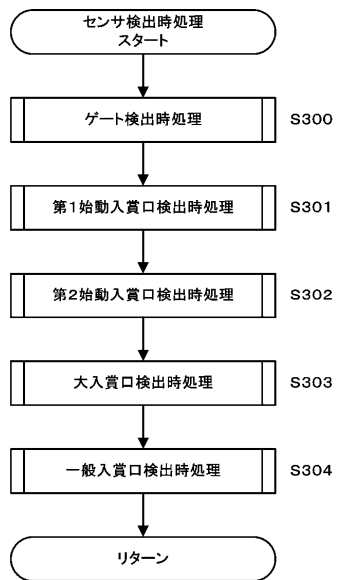 センサ検出時処理
スタート
ゲート検出時処理
S300
第1始動入賞口検出時処理
S301
第2始動入賞口検出時処理
S302
大入賞口検出時処理
S303
一般入賞口検出時処理
S304
リターン